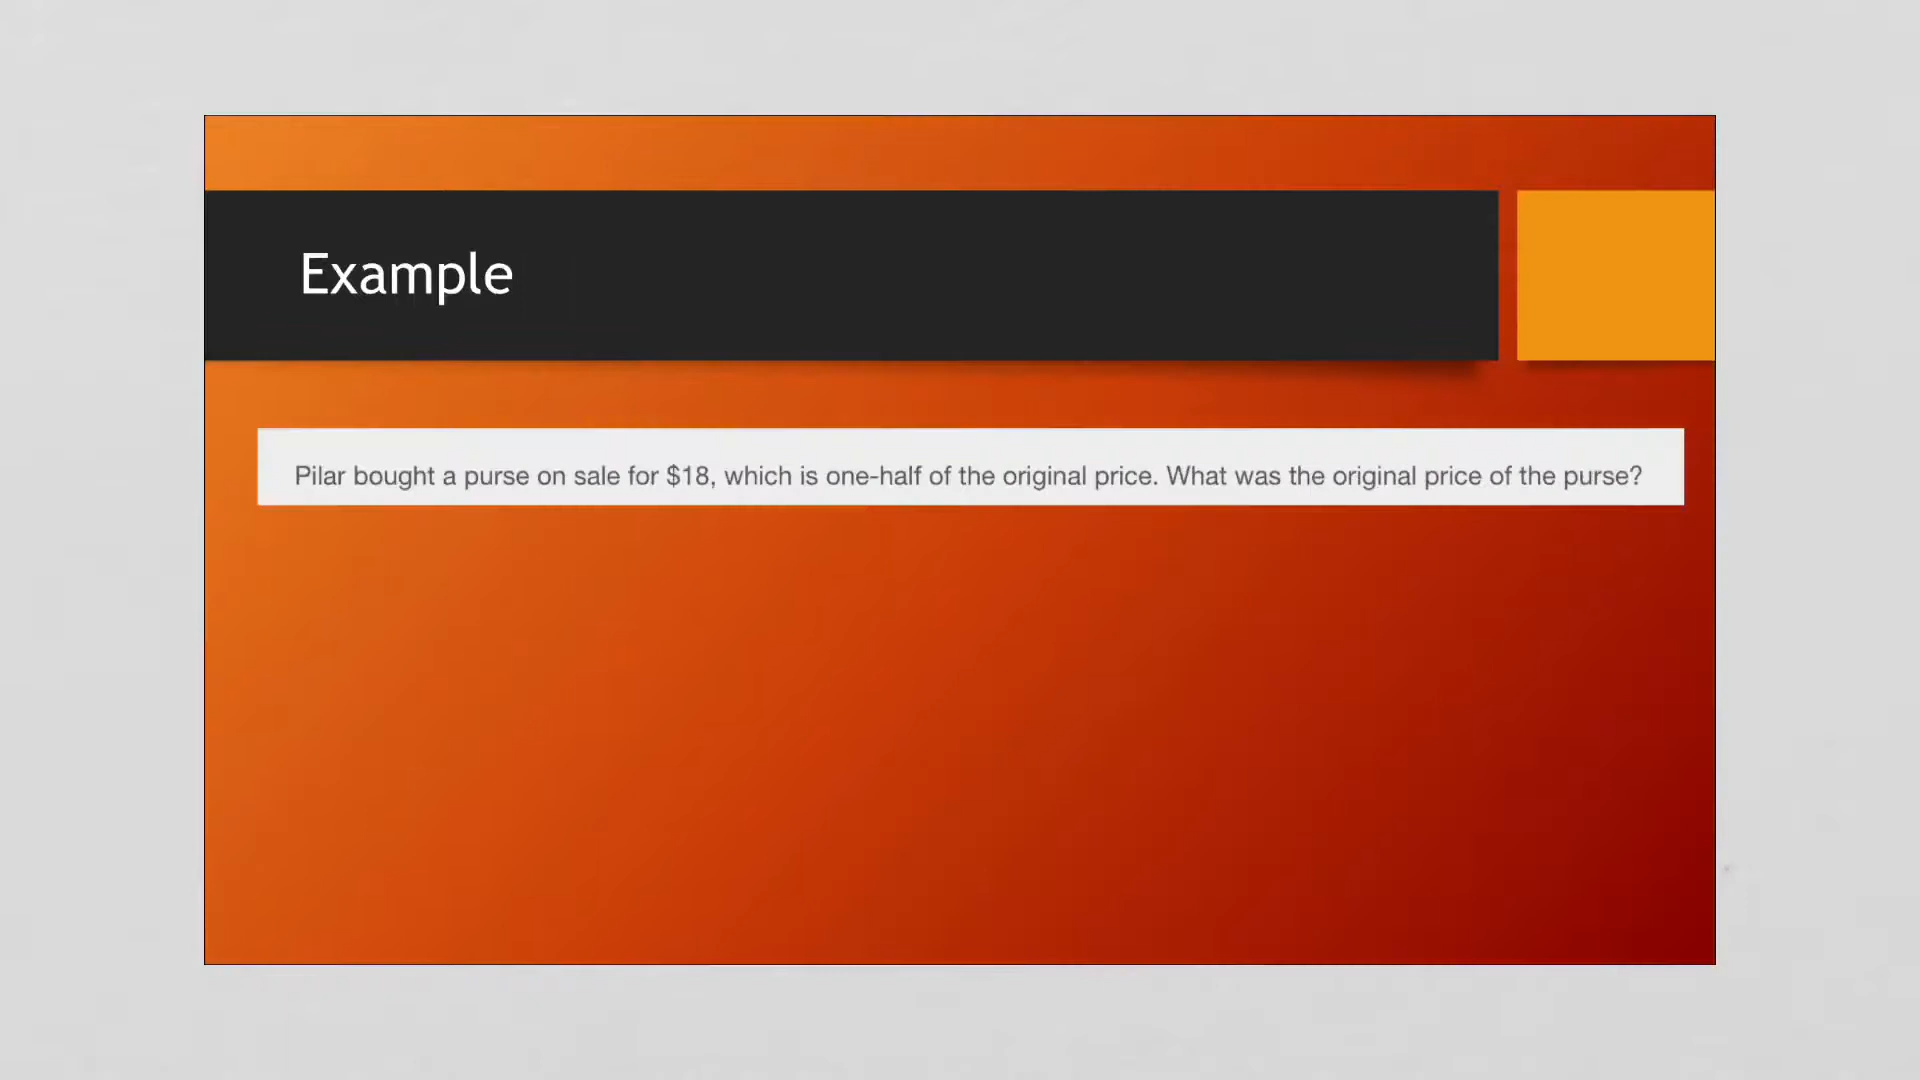 Example
Pilar bought a purse on sale for $18, which is one-half of the original price. What was the original price of the purse?